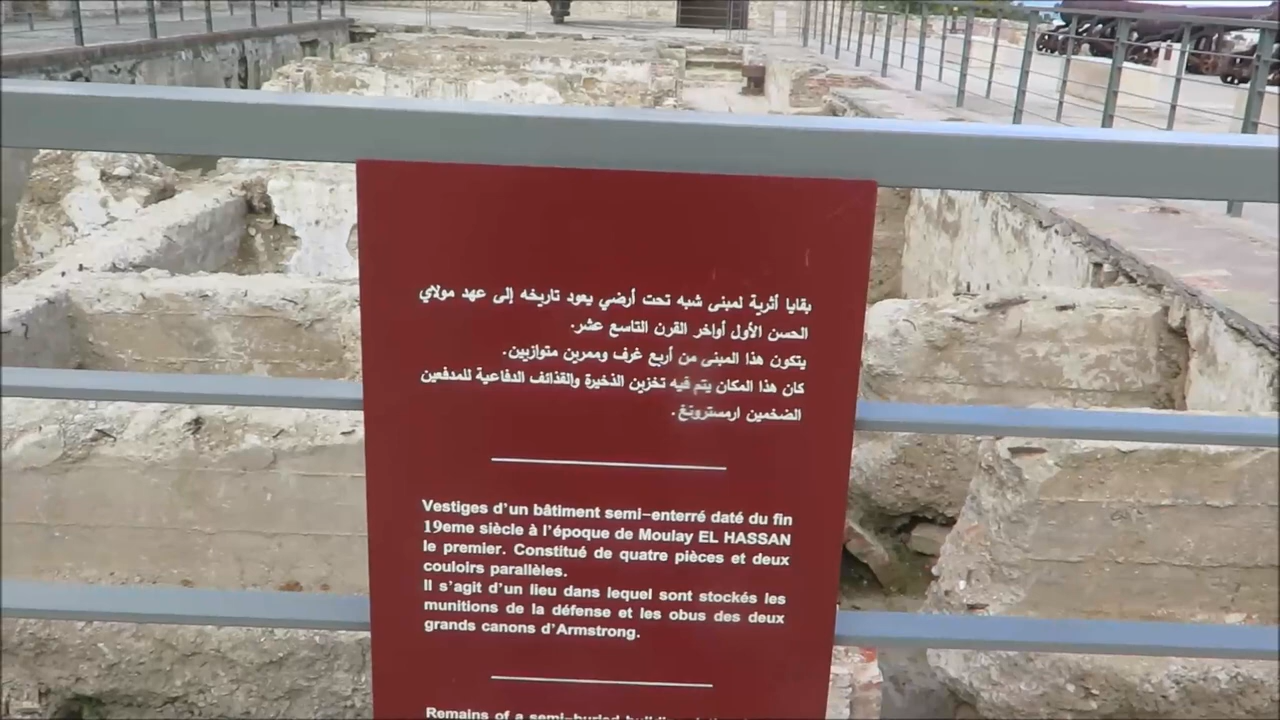 بقايا أثرية لمبنى شبه تحت أرضي يعود تاريخه إلى عهد مولاي
الحسن الأول أواخر القرن التاسع عشر.
يتكون هذا المبنى من أربع غرف وممرين متوازيين.
كان هذا المكان يتم فيه تخزين الذخيرة والقذائف الدفاعية للمدفعين
الضخمين ارمسترونغ.
Vestiges d'un bâtiment semi-enterré daté du fin
19eme siècle à l'époque de Moulay EL HASSAN
le premier. Constitué de quatre pièces et deux
couloirs parallèles.
Il s'agit d'un lieu dans lequel sont stockés les
munitions de la défense et les obus des deux
grands canons d'Armstrong.
Remains of a semi-buried building